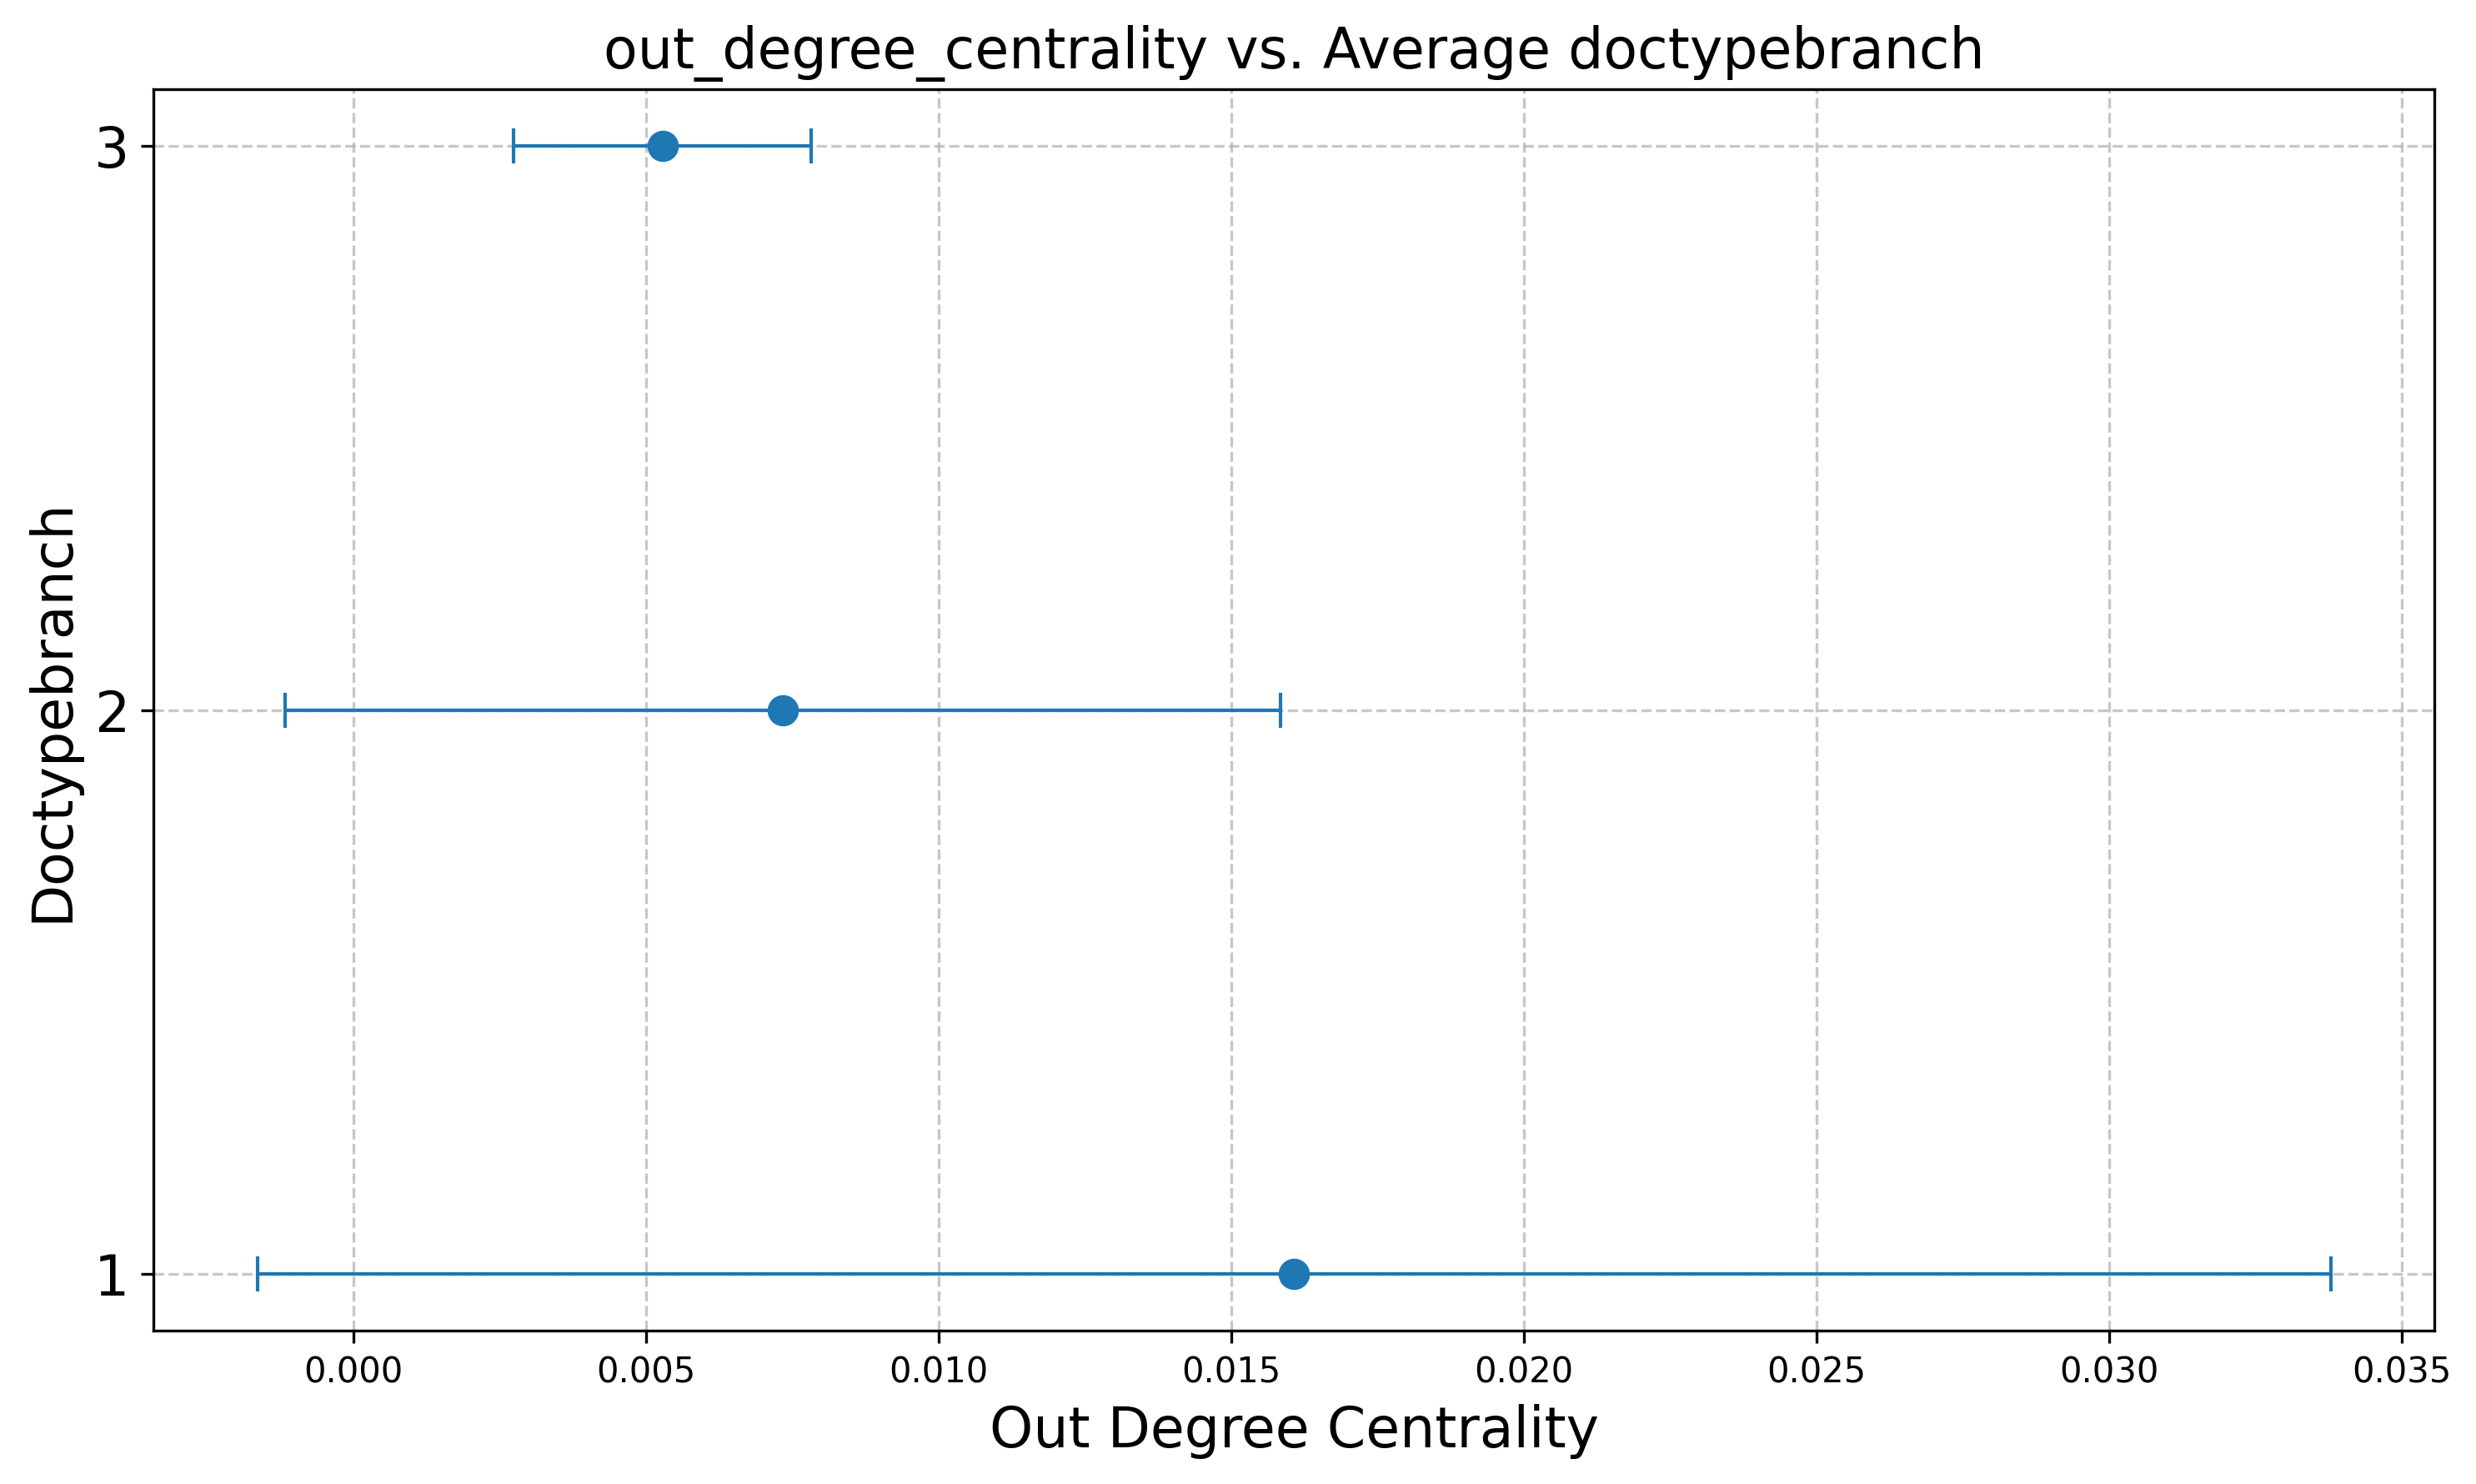 out_degree_centrality vs. Average doctypebranch
3
2
1
Doctypebranch
0.000 0.005 0.010 0.015 0.020 0.025 0.030 0.035
Out Degree Centrality